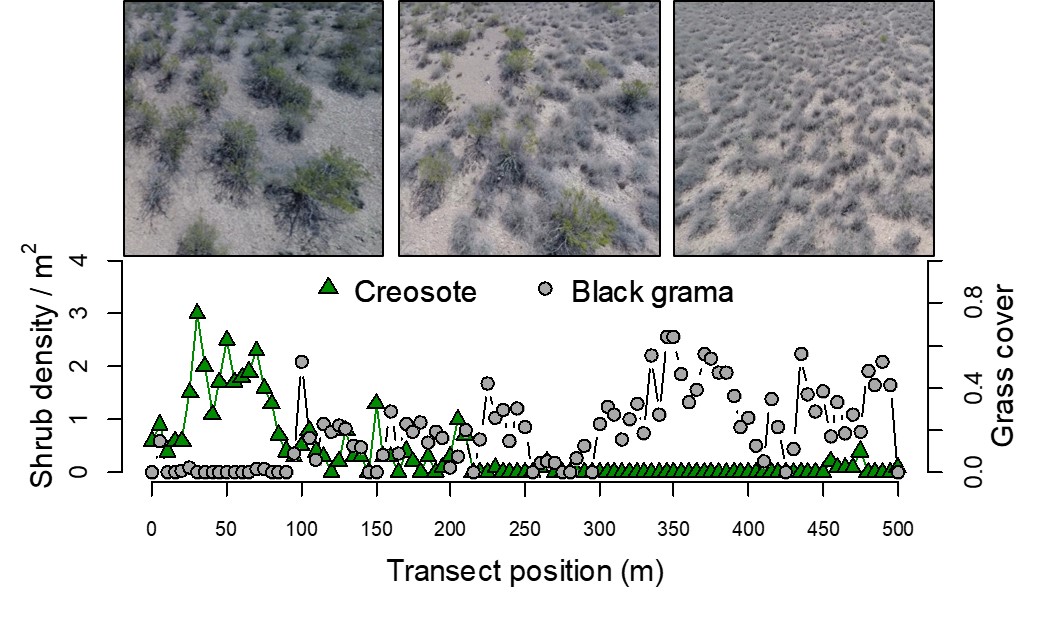 Creosote Black grama
Shrub density / m²
4
3
2
1
0
0.8
0.4
0.0
Grass cover
0 50 100 150 200 250 300 350 400 450 500
Transect position (m)